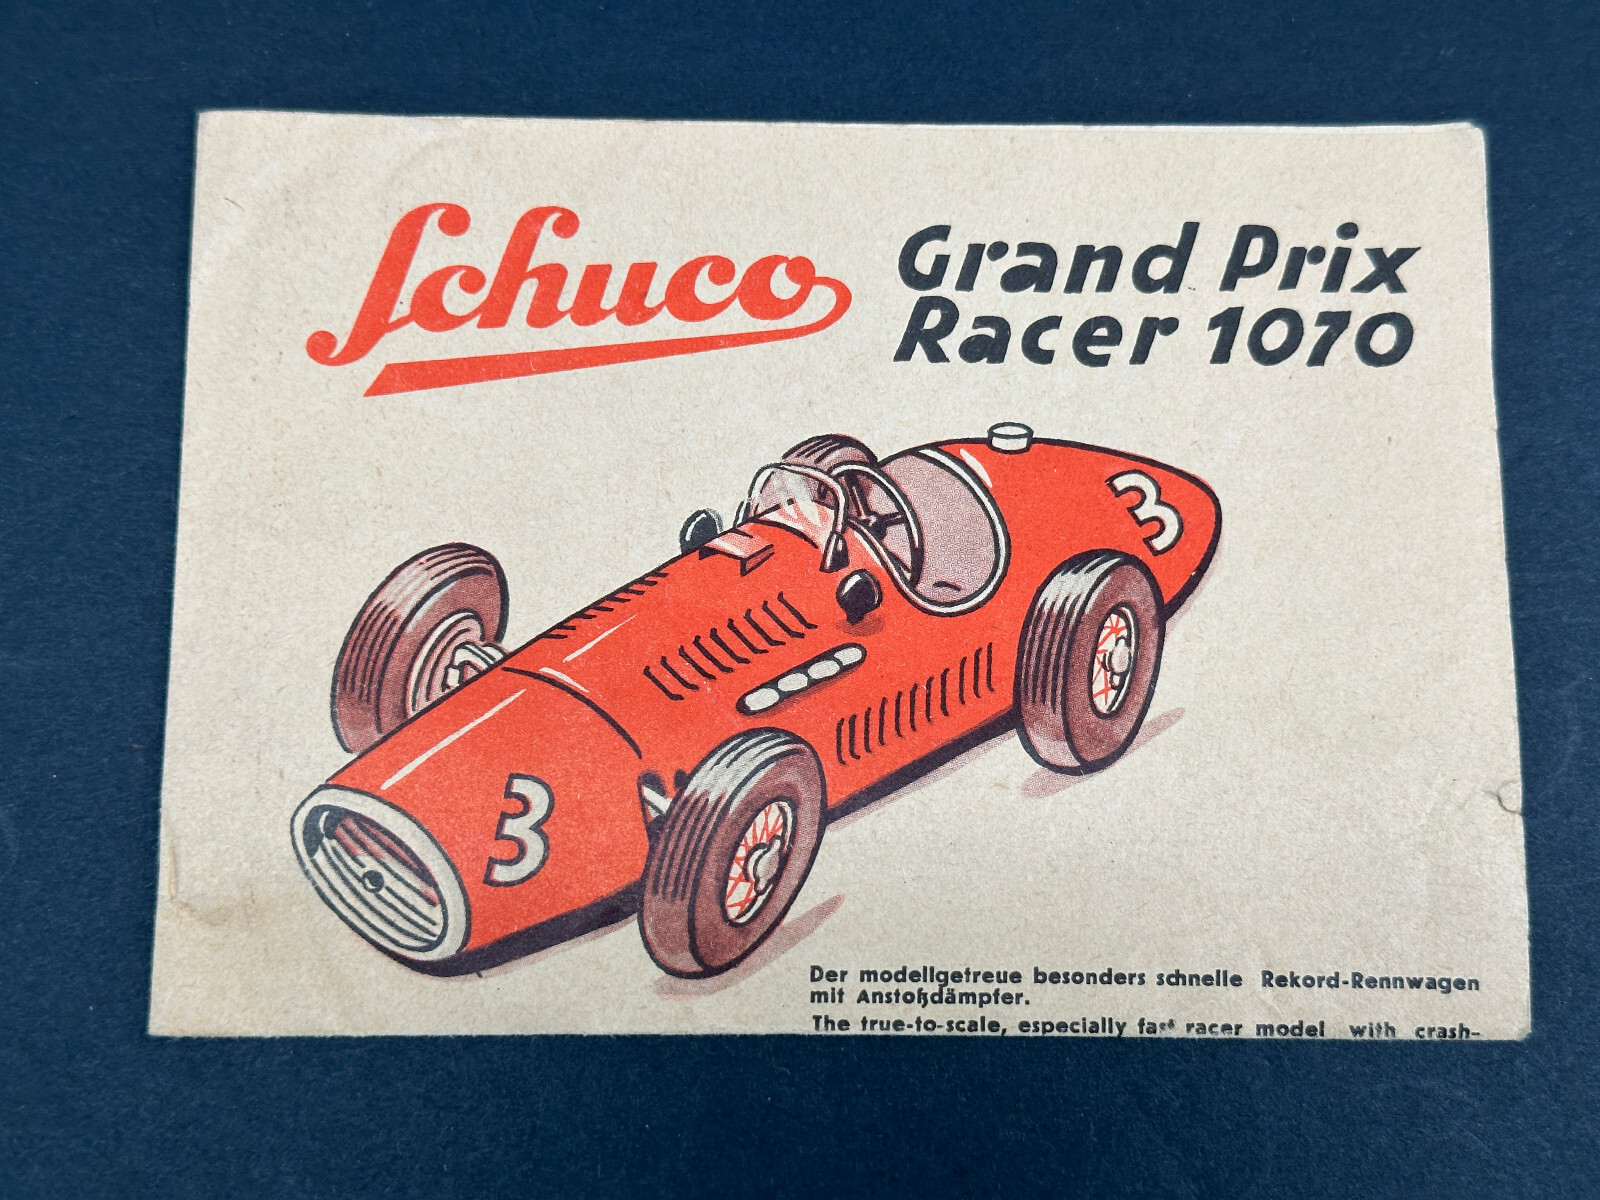 Schuco
Grand Prix
Racer 1070
3
3
Der modellgetreue besonders schnelle Rekord-Rennwagen
mit Anstoßdämpfer.
The true-to-scale, especially fast racer model with crash-